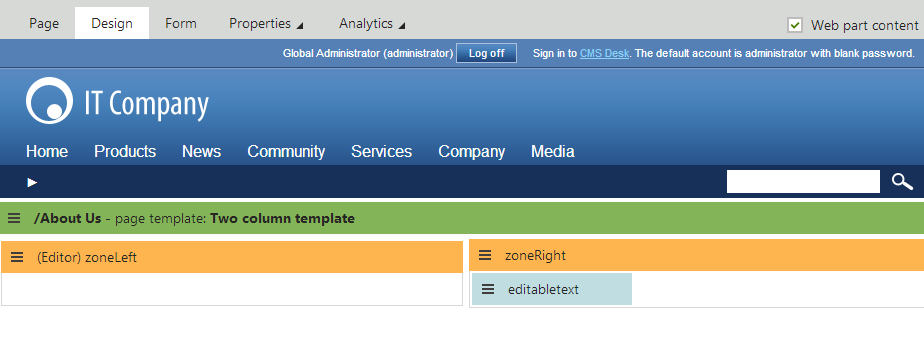 Page Design Form Properties Analytics Web part content
Global Administrator (administrator) Log off Sign in to CMS Desk. The default account is administrator with blank password.
IT Company
Home Products News Community Services Company Media
/About Us - page template: Two column template
(Editor) zoneLeft
zoneRight
editabletext